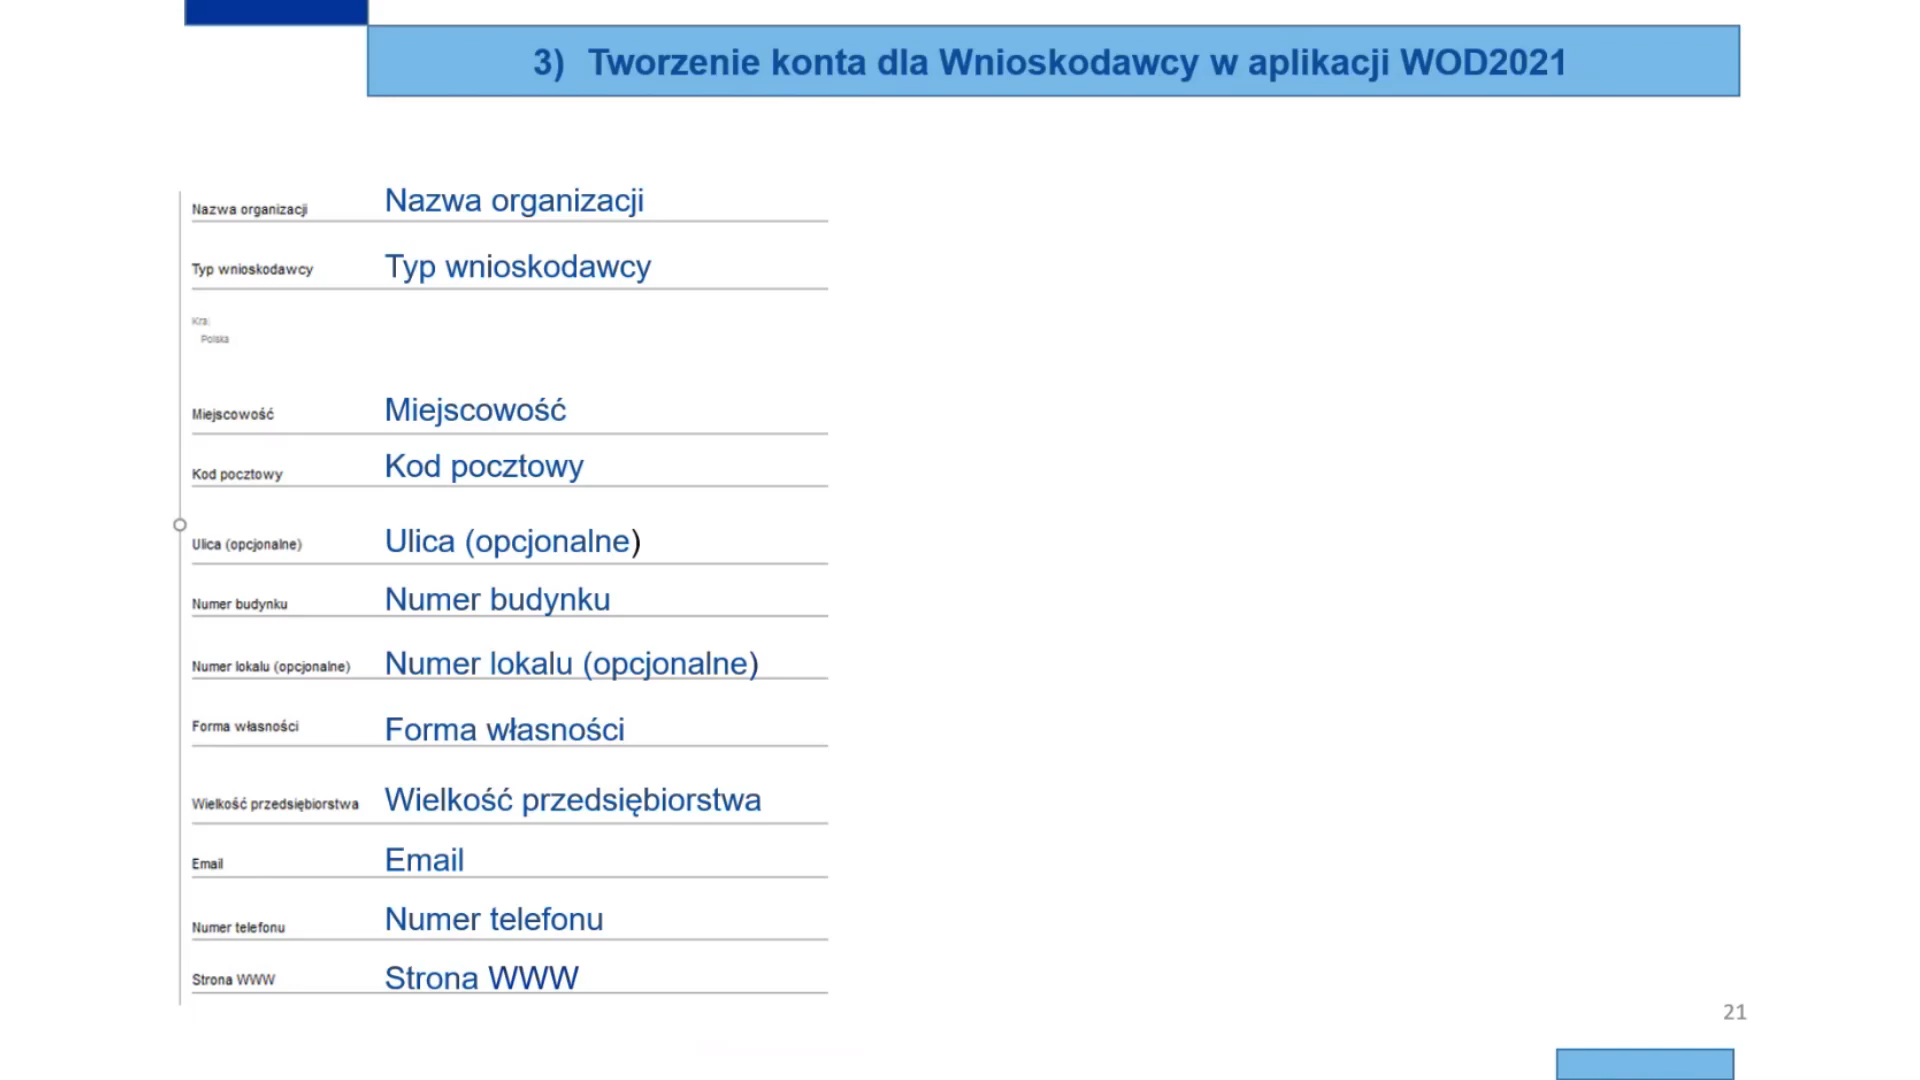 3) Tworzenie konta dla Wnioskodawcy w aplikacji WOD2021
Nazwa organizacji Nazwa organizacji
Typ wnioskodawcy Typ wnioskodawcy
Kraj
Polska
Miejscowość Miejscowość
Kod pocztowy Kod pocztowy
Ulica (opcjonalne) Ulica (opcjonalne)
Numer budynku Numer budynku
Numer lokalu (opcjonalne) Numer lokalu (opcjonalne)
Forma własności Forma własności
Wielkość przedsiębiorstwa Wielkość przedsiębiorstwa
Email Email
Numer telefonu Numer telefonu
Strona WWW Strona WWW
21